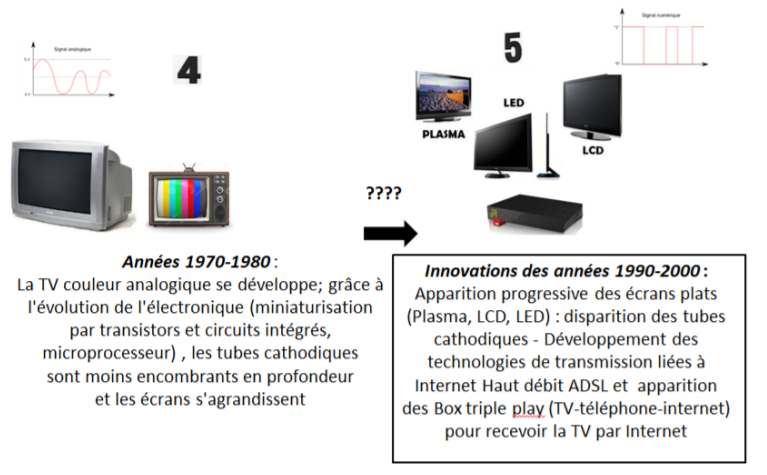 Signal analogique
4
Années 1970-1980 :
La TV couleur analogique se développe; grâce à
l'évolution de l'électronique (miniaturisation
par transistors et circuits intégrés,
microprocesseur) , les tubes cathodiques
sont moins encombrants en profondeur
et les écrans s'agrandissent
????
Signal numérique
5
PLASMA
LED
LCD
Innovations des années 1990-2000 :
Apparition progressive des écrans plats
(Plasma, LCD, LED) : disparition des tubes
cathodiques - Développement des
technologies de transmission liées à
Internet Haut débit ADSL et apparition
des Box triple play (TV-téléphone-internet)
pour recevoir la TV par Internet